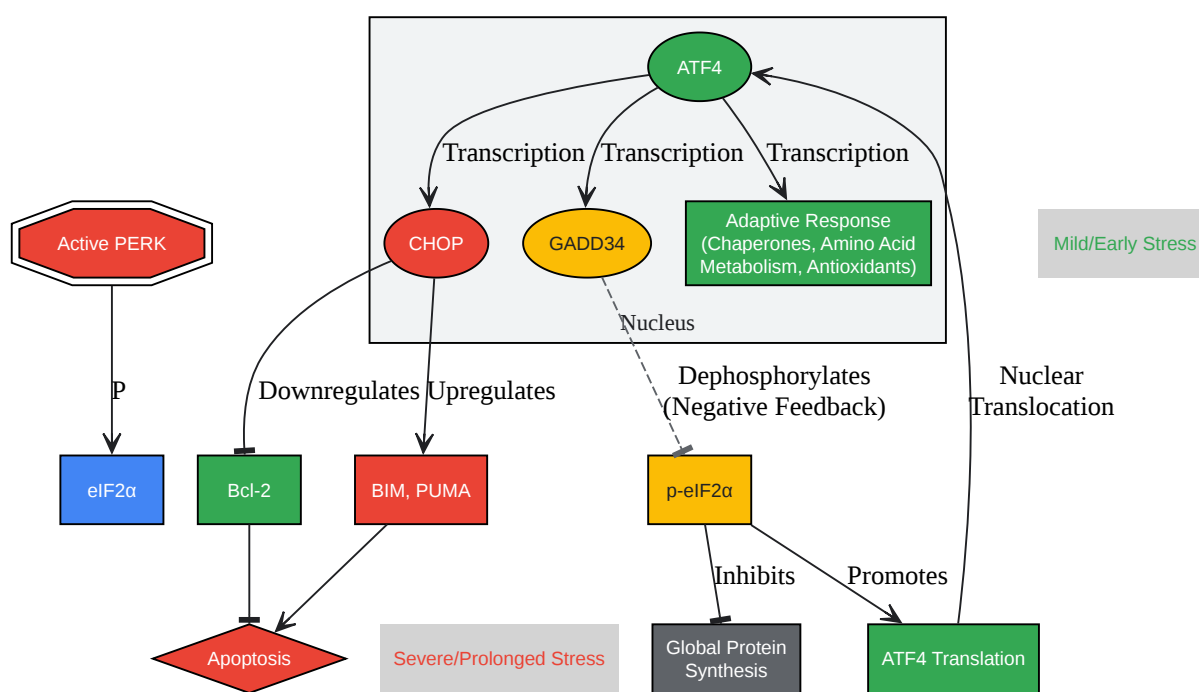 ATF4
Transcription
Transcription
Transcription
Active PERK
CHOP
GADD34
Adaptive Response
(Chaperones, Amino Acid
Metabolism, Antioxidants)
Mild/Early Stress
Nucleus
P
Downregulates
Upregulates
Dephosphorylates
(Negative Feedback)
Nuclear
Translocation
eIF2α
Bcl-2
BIM, PUMA
p-eIF2α
Inhibits
Promotes
Apoptosis
Severe/Prolonged Stress
Global Protein
Synthesis
ATF4 Translation